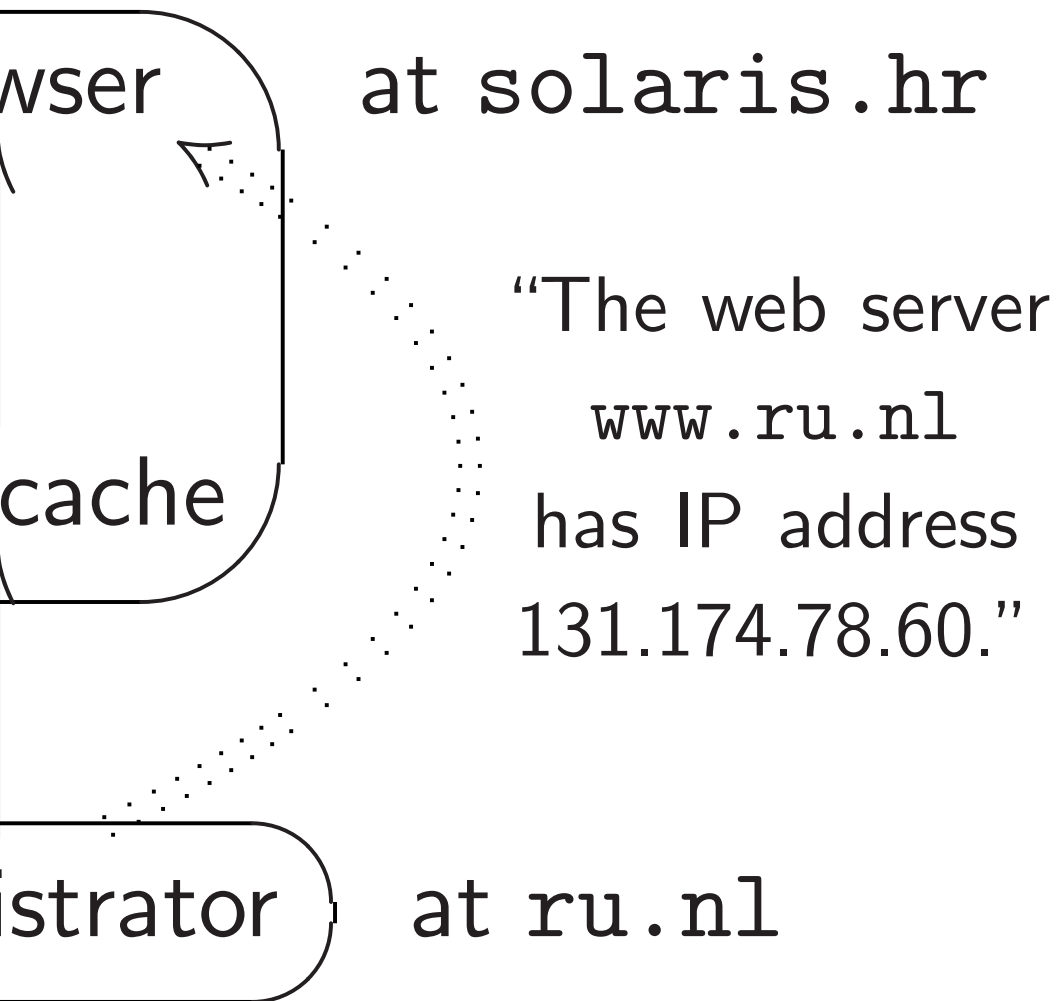 wser at solaris.hr
“The web server
www.ru.nl
has IP address
131.174.78.60.”
cache
istrator at ru.nl